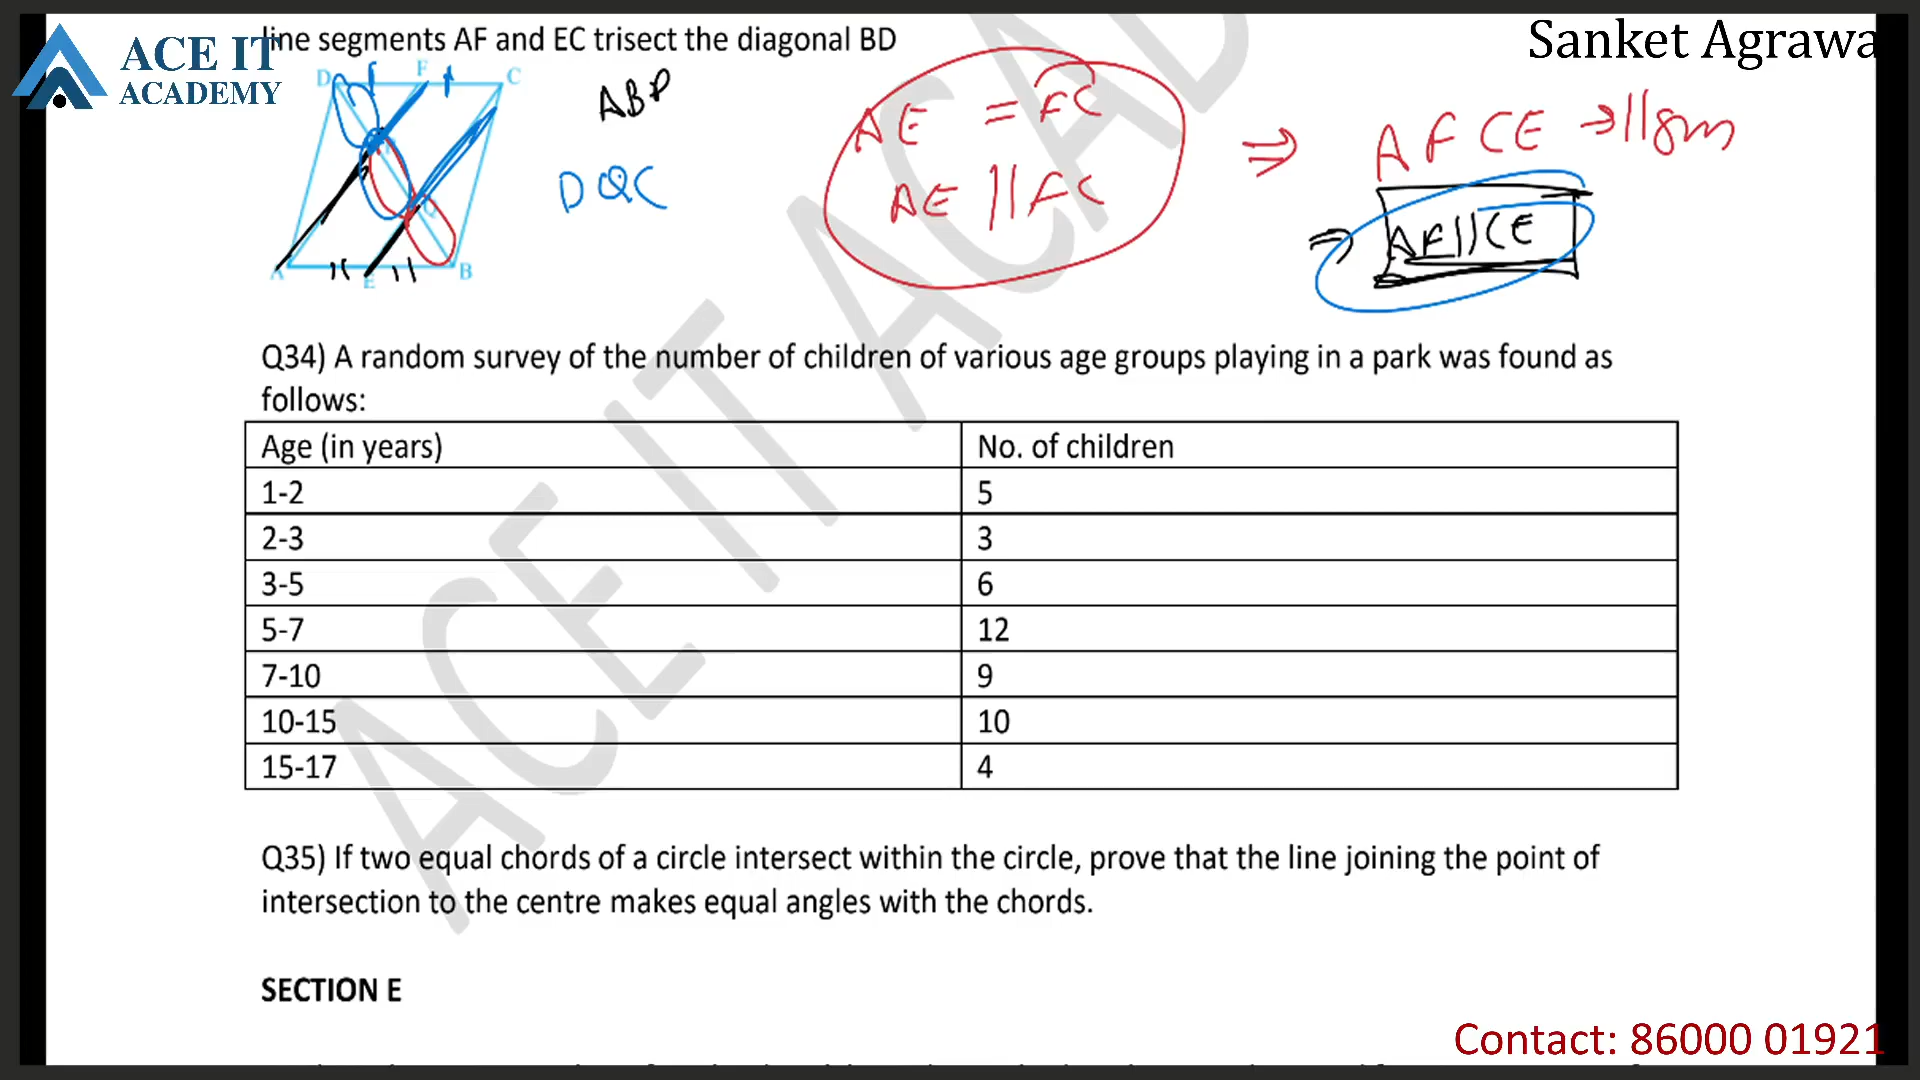 line segments AF and EC trisect the diagonal BD
Sanket Agrawa
ACE IT
ACADEMY
D F C
ABP
AE = FC
⇒ AFCE → ||gm
DQC
AE || FC
⇒ AF || CE
Q
A E B
Q34) A random survey of the number of children of various age groups playing in a park was found as
follows:
Age (in years) No. of children
1-2 5
2-3 3
3-5 6
5-7 12
7-10 9
10-15 10
15-17 4
Q35) If two equal chords of a circle intersect within the circle, prove that the line joining the point of
intersection to the centre makes equal angles with the chords.
SECTION E
Contact: 86000 01921
ACE IT ACAD